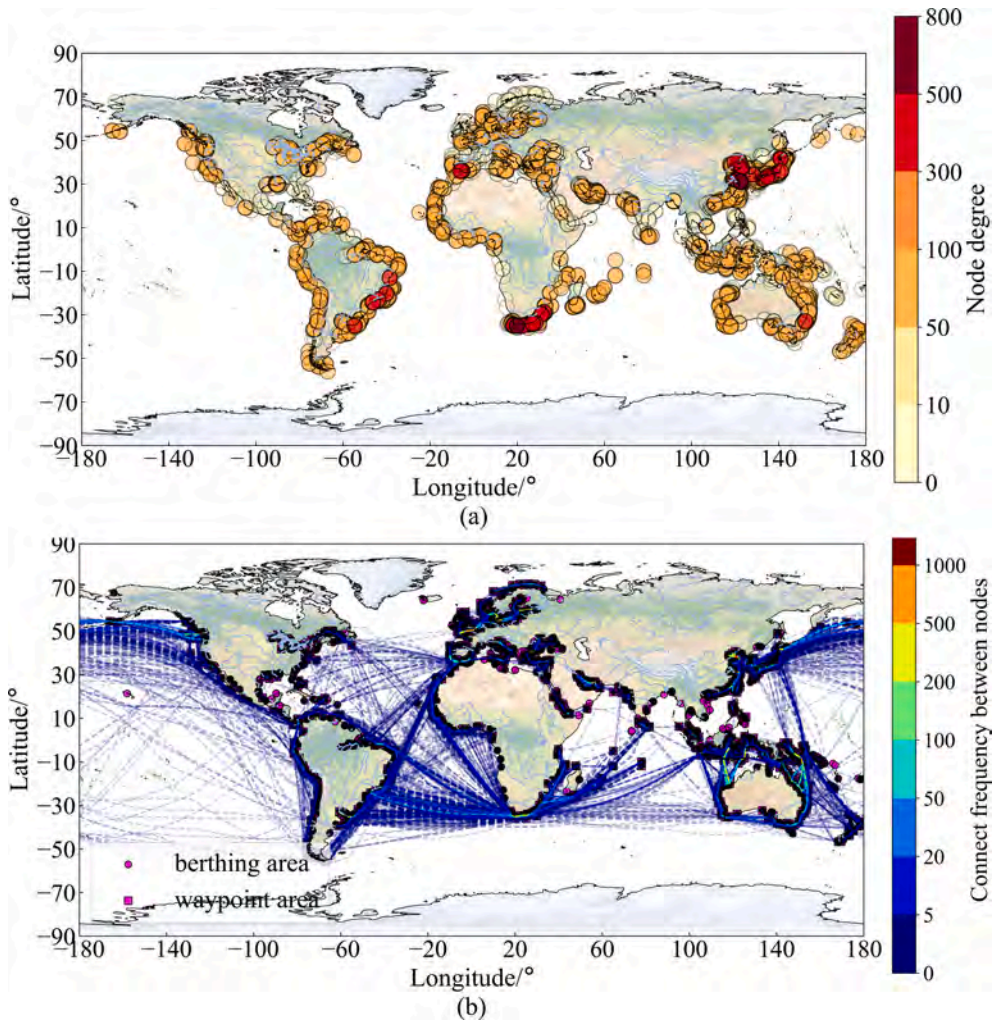 800
90
70
500
50
30
300
10
−10
100
−30
50
−50
−70
10
−90
−180 −140 −100 −60 −20 20 60 100 140 180
0
Latitude/°
Longitude/°
Node degree
(a)
90
70
1000
50
500
30
200
10
−10
100
−30
50
−50
20
−70
5
−90
−180 −140 −100 −60 −20 20 60 100 140 180
0
berthing area
waypoint area
Latitude/°
Longitude/°
Connect frequency between nodes
(b)